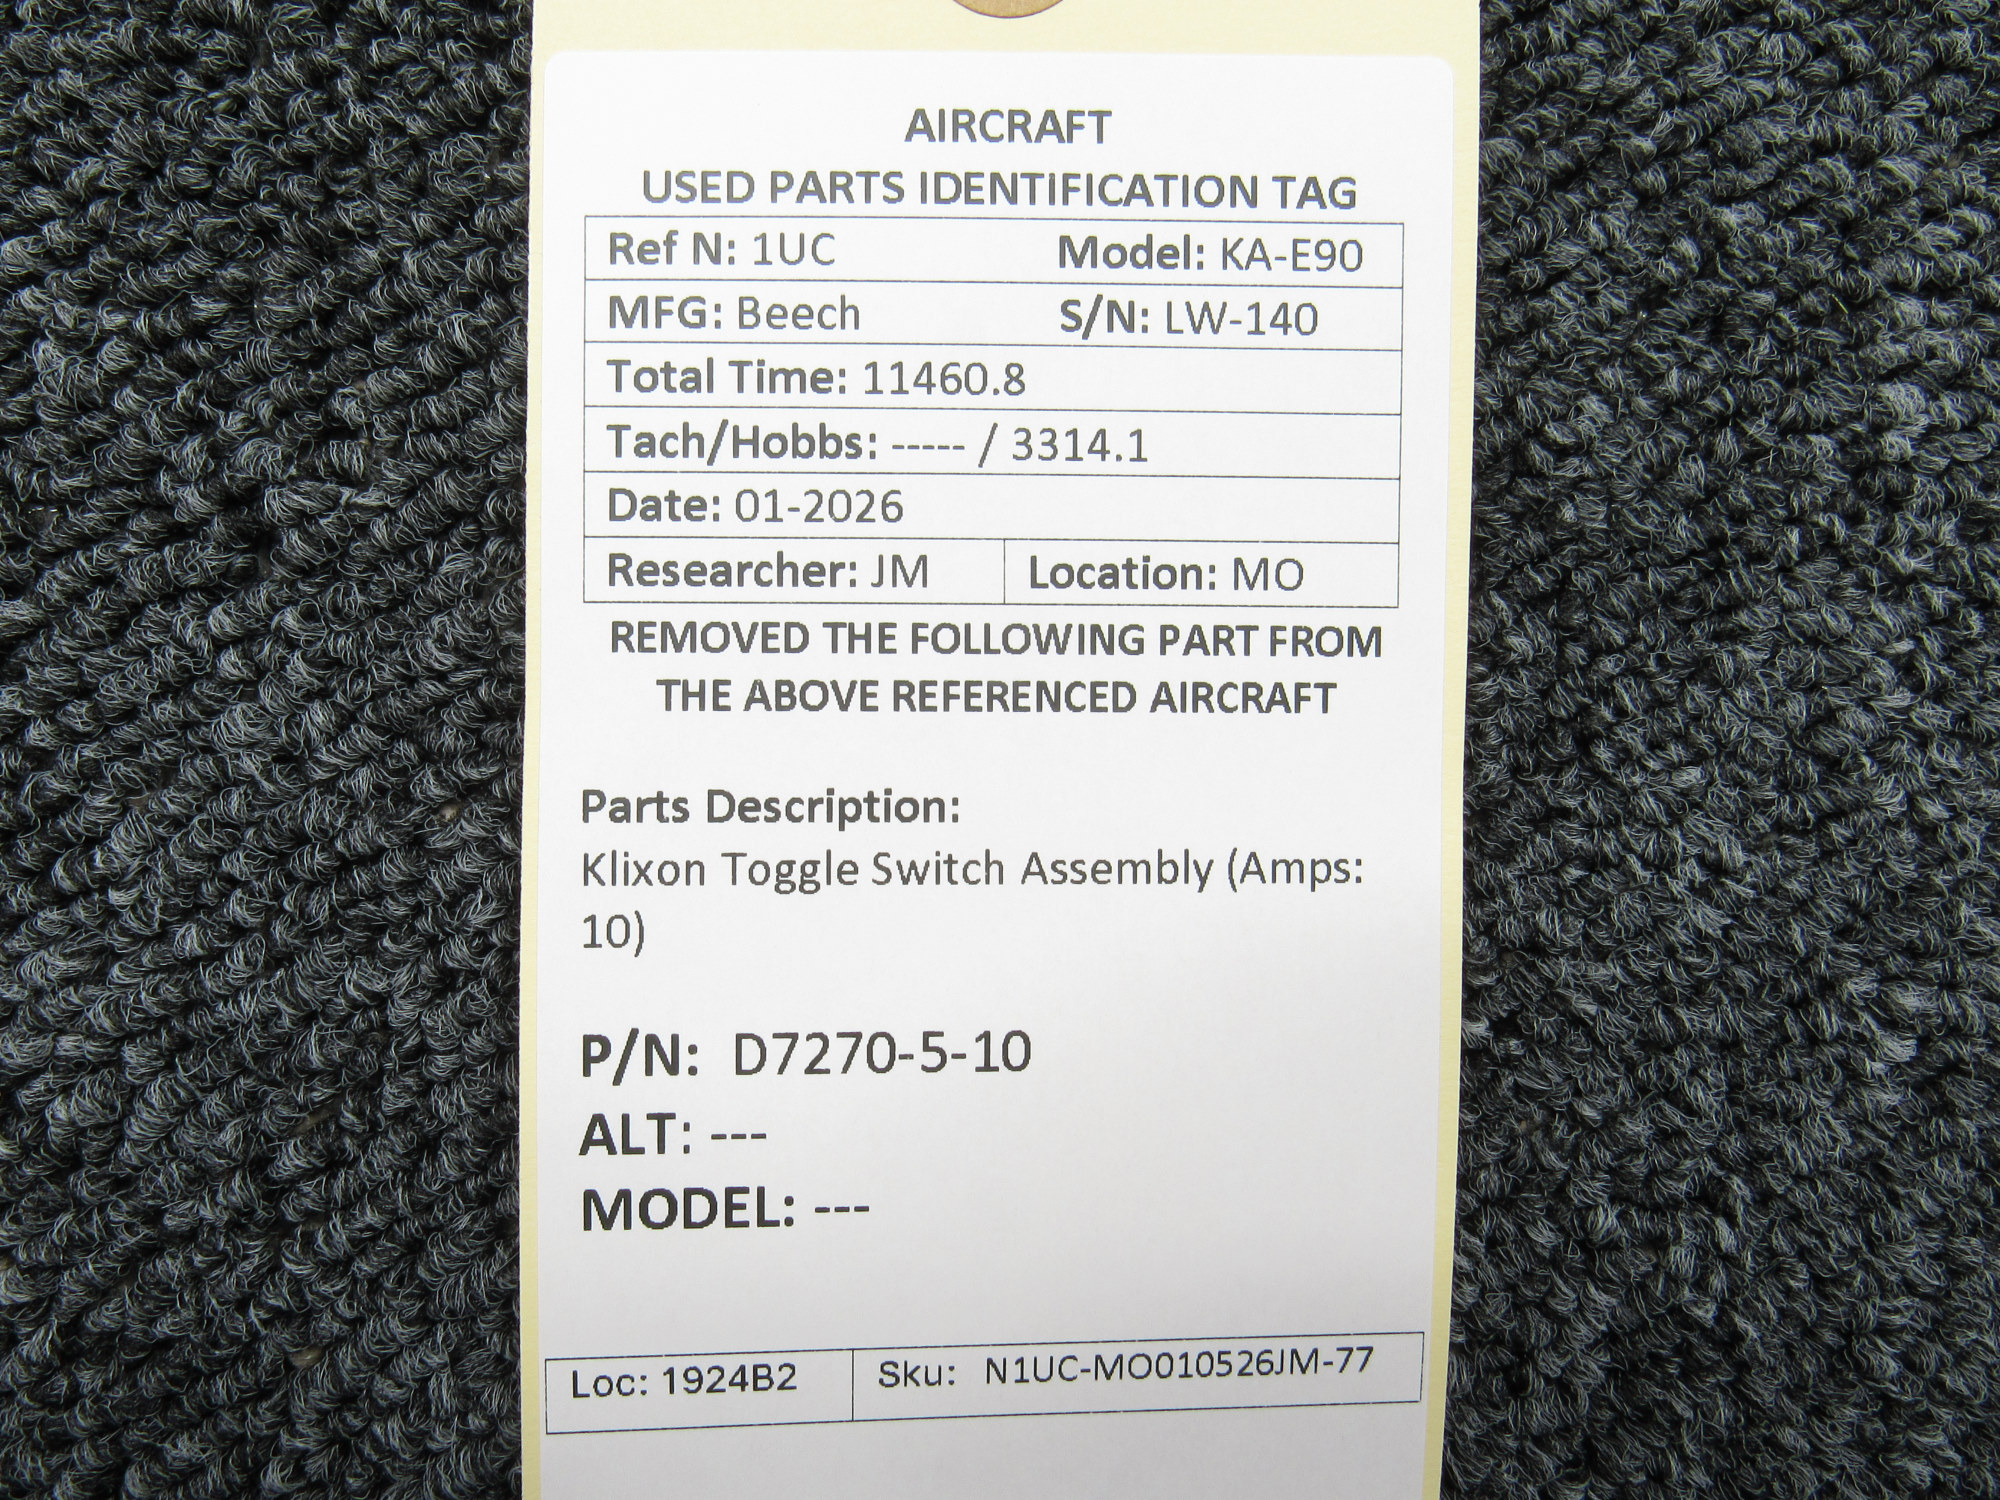 AIRCRAFT
USED PARTS IDENTIFICATION TAG
Ref N: 1UC Model: KA-E90
MFG: Beech S/N: LW-140
Total Time: 11460.8
Tach/Hobbs: ----- / 3314.1
Date: 01-2026
Researcher: JM Location: MO
REMOVED THE FOLLOWING PART FROM
THE ABOVE REFERENCED AIRCRAFT
Parts Description:
Klixon Toggle Switch Assembly (Amps:
10)
P/N: D7270-5-10
ALT: ---
MODEL: ---
Loc: 1924B2 Sku: N1UC-MO010526JM-77